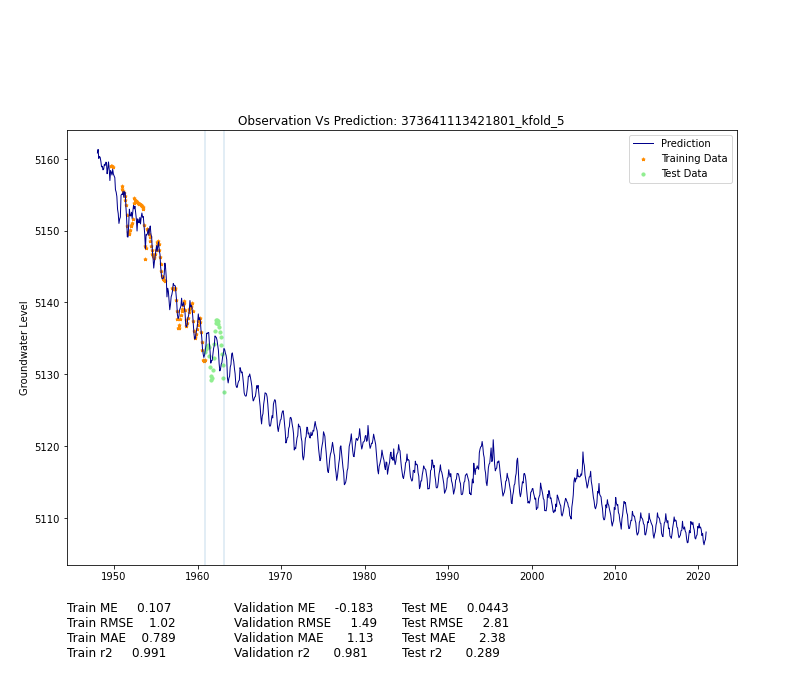 Observation Vs Prediction: 373641113421801_kfold_5
Prediction
Training Data
Test Data
5160
5150
5140
5130
5120
5110
Groundwater Level
1950 1960 1970 1980 1990 2000 2010 2020
Train ME 0.107 Validation ME -0.183 Test ME 0.0443
Train RMSE 1.02 Validation RMSE 1.49 Test RMSE 2.81
Train MAE 0.789 Validation MAE 1.13 Test MAE 2.38
Train r2 0.991 Validation r2 0.981 Test r2 0.289